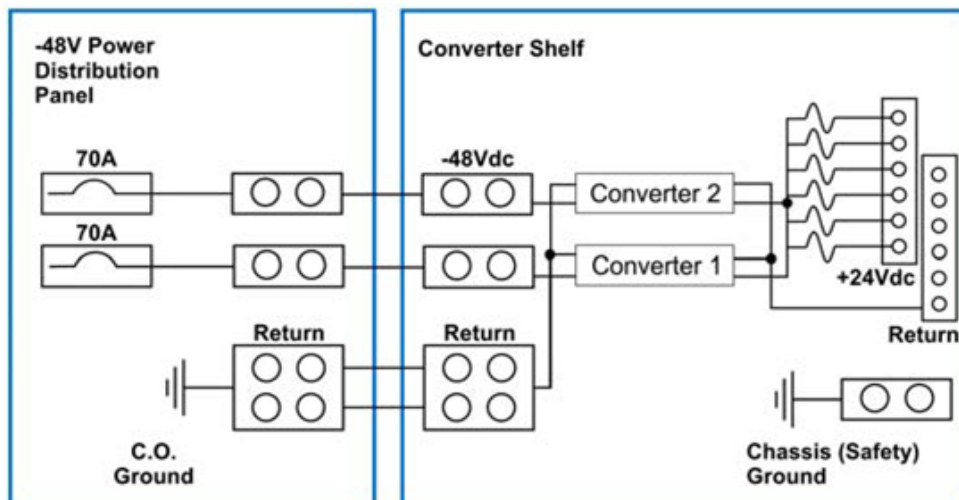 -48V Power
Distribution
Panel
Converter Shelf
70A
-48Vdc
Converter 2
70A
Converter 1
+24Vdc
Return
Return
Return
C.O.
Ground
Chassis (Safety)
Ground